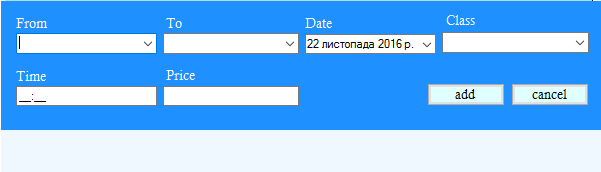 From To Date Class
22 листопада 2016 р.
Time Price
__:__ add cancel